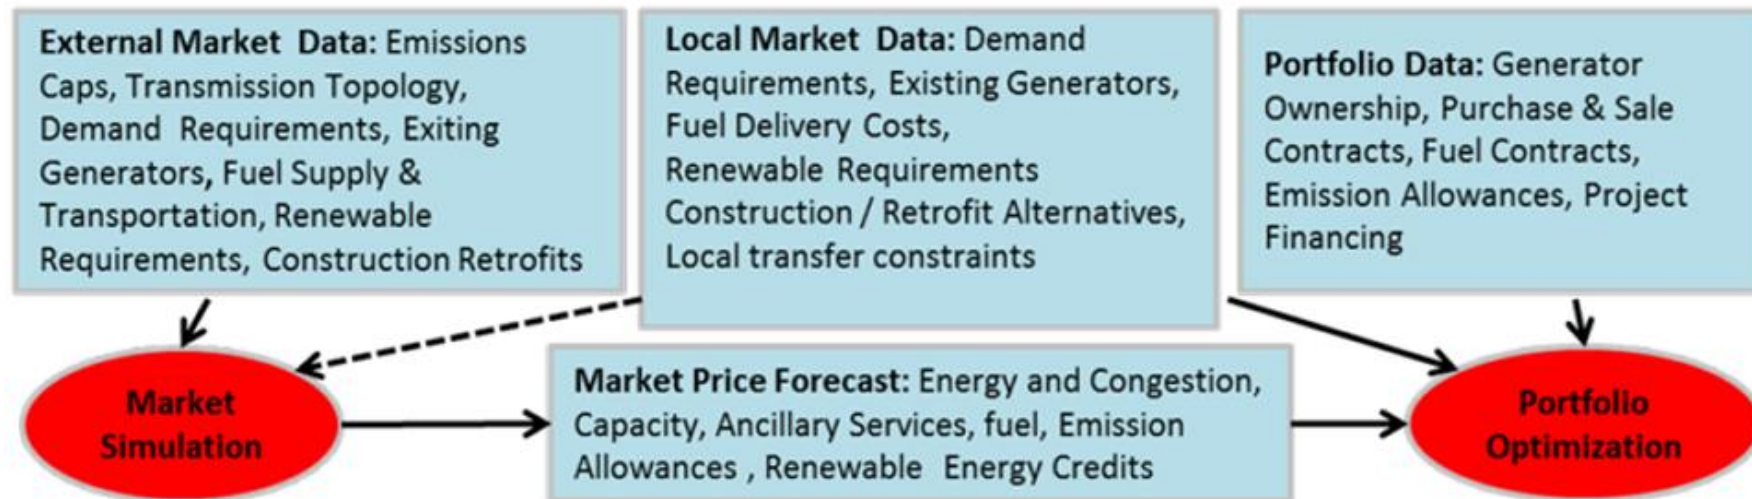 External Market Data: Emissions
Caps, Transmission Topology,
Demand Requirements, Exiting
Generators, Fuel Supply &
Transportation, Renewable
Requirements, Construction Retrofits
Local Market Data: Demand
Requirements, Existing Generators,
Fuel Delivery Costs,
Renewable Requirements
Construction / Retrofit Alternatives,
Local transfer constraints
Portfolio Data: Generator
Ownership, Purchase & Sale
Contracts, Fuel Contracts,
Emission Allowances, Project
Financing
Market
Simulation
Market Price Forecast: Energy and Congestion,
Capacity, Ancillary Services, fuel, Emission
Allowances , Renewable Energy Credits
Portfolio
Optimization